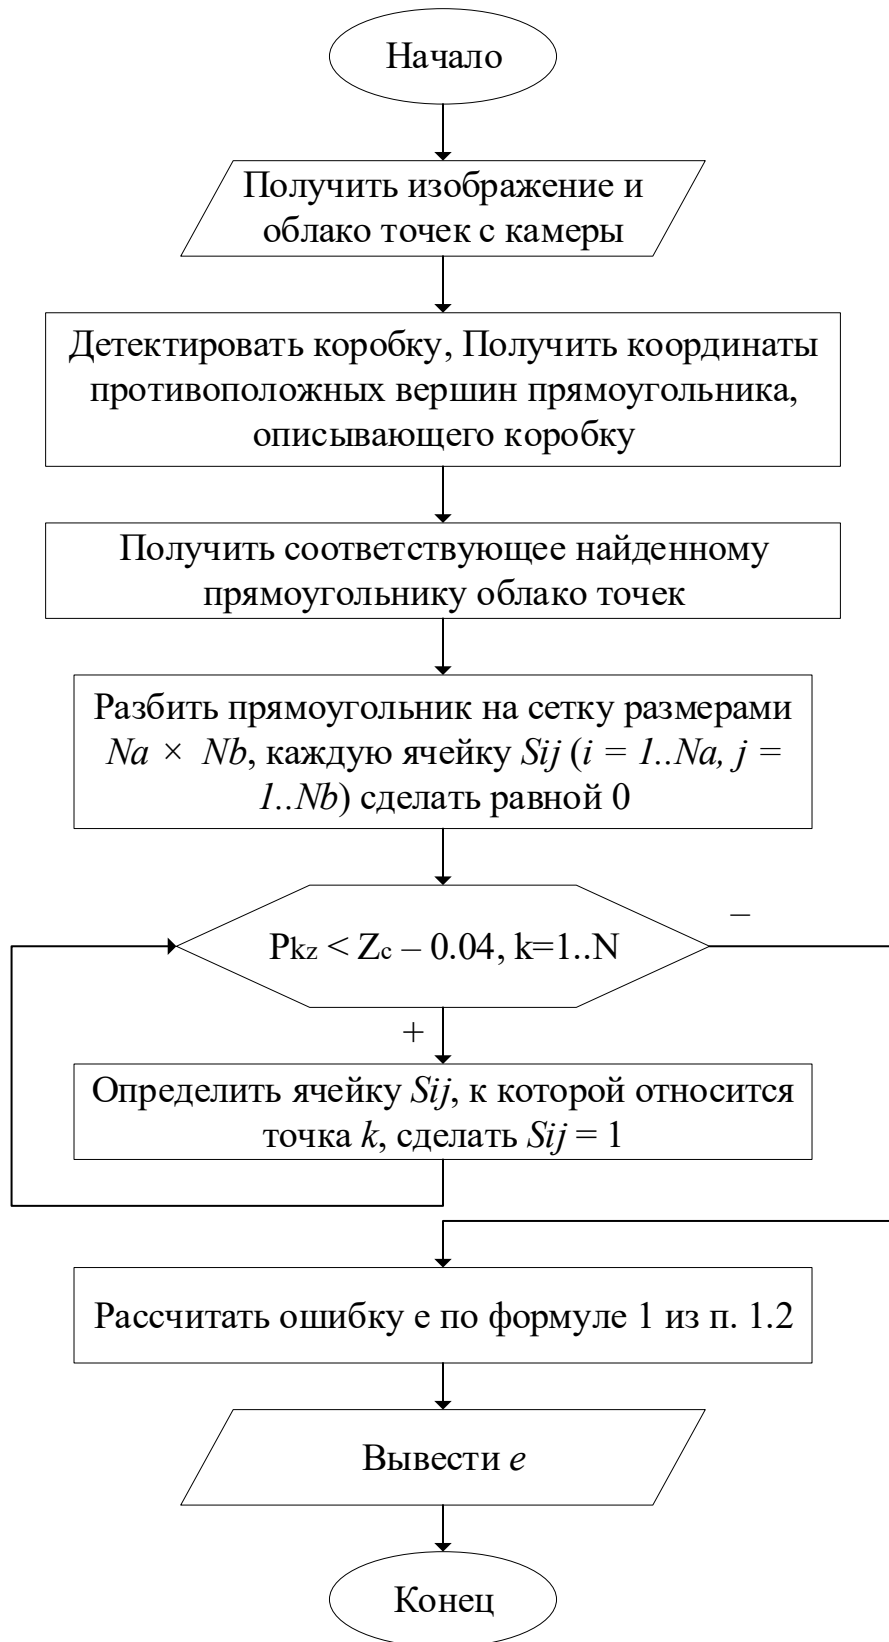 Начало
Получить изображение и
облако точек с камеры
Детектировать коробку, Получить координаты
противоположных вершин прямоугольника,
описывающего коробку
Получить соответствующее найденному
прямоугольнику облако точек
Разбить прямоугольник на сетку размерами
Na × Nb, каждую ячейку Sij (i = 1..Na, j =
1..Nb) сделать равной 0
–
Pkz < Zc – 0.04, k=1..N
+
Определить ячейку Sij, к которой относится
точка k, сделать Sij = 1
Рассчитать ошибку e по формуле 1 из п. 1.2
Вывести e
Конец